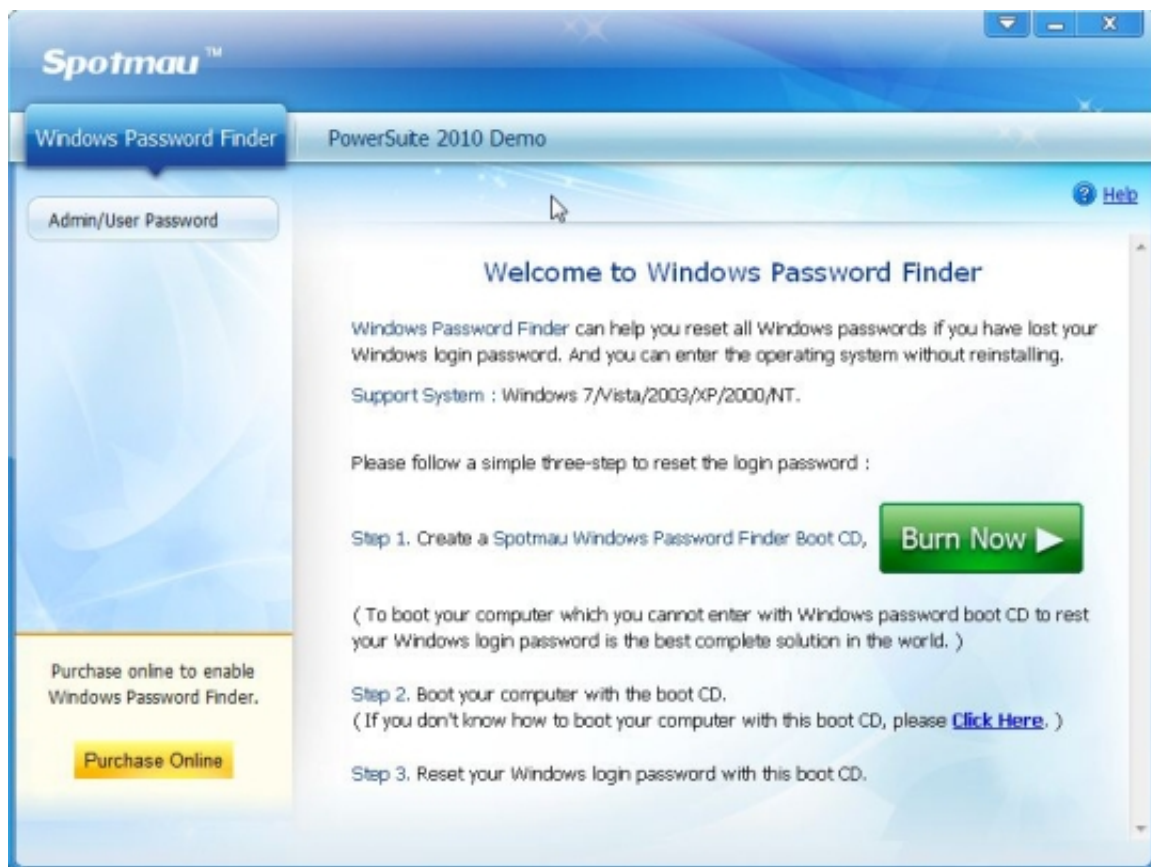 Spotmau™
Windows Password Finder
PowerSuite 2010 Demo
Help
Admin/User Password
Welcome to Windows Password Finder
Windows Password Finder can help you reset all Windows passwords if you have lost your
Windows login password. And you can enter the operating system without reinstalling.
Support System : Windows 7/Vista/2003/XP/2000/NT.
Please follow a simple three-step to reset the login password :
Step 1. Create a Spotmau Windows Password Finder Boot CD,
Burn Now
( To boot your computer which you cannot enter with Windows password boot CD to rest
your Windows login password is the best complete solution in the world. )
Step 2. Boot your computer with the boot CD.
( If you don't know how to boot your computer with this boot CD, please Click Here. )
Step 3. Reset your Windows login password with this boot CD.
Purchase online to enable
Windows Password Finder.
Purchase Online